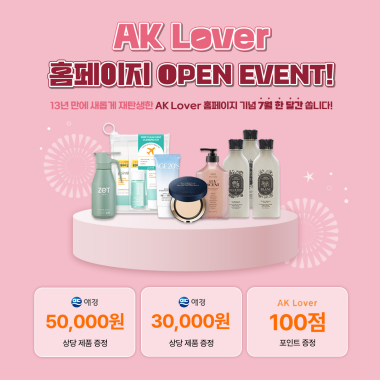 AK Lover
홈페이지 OPEN EVENT!
13년 만에 새롭게 재탄생한 AK Lover 홈페이지 기념 7월 한 달간 쏩니다!
애경 애경 AK Lover
50,000원 30,000원 100점
상당 제품 증정 상당 제품 증정 포인트 증정